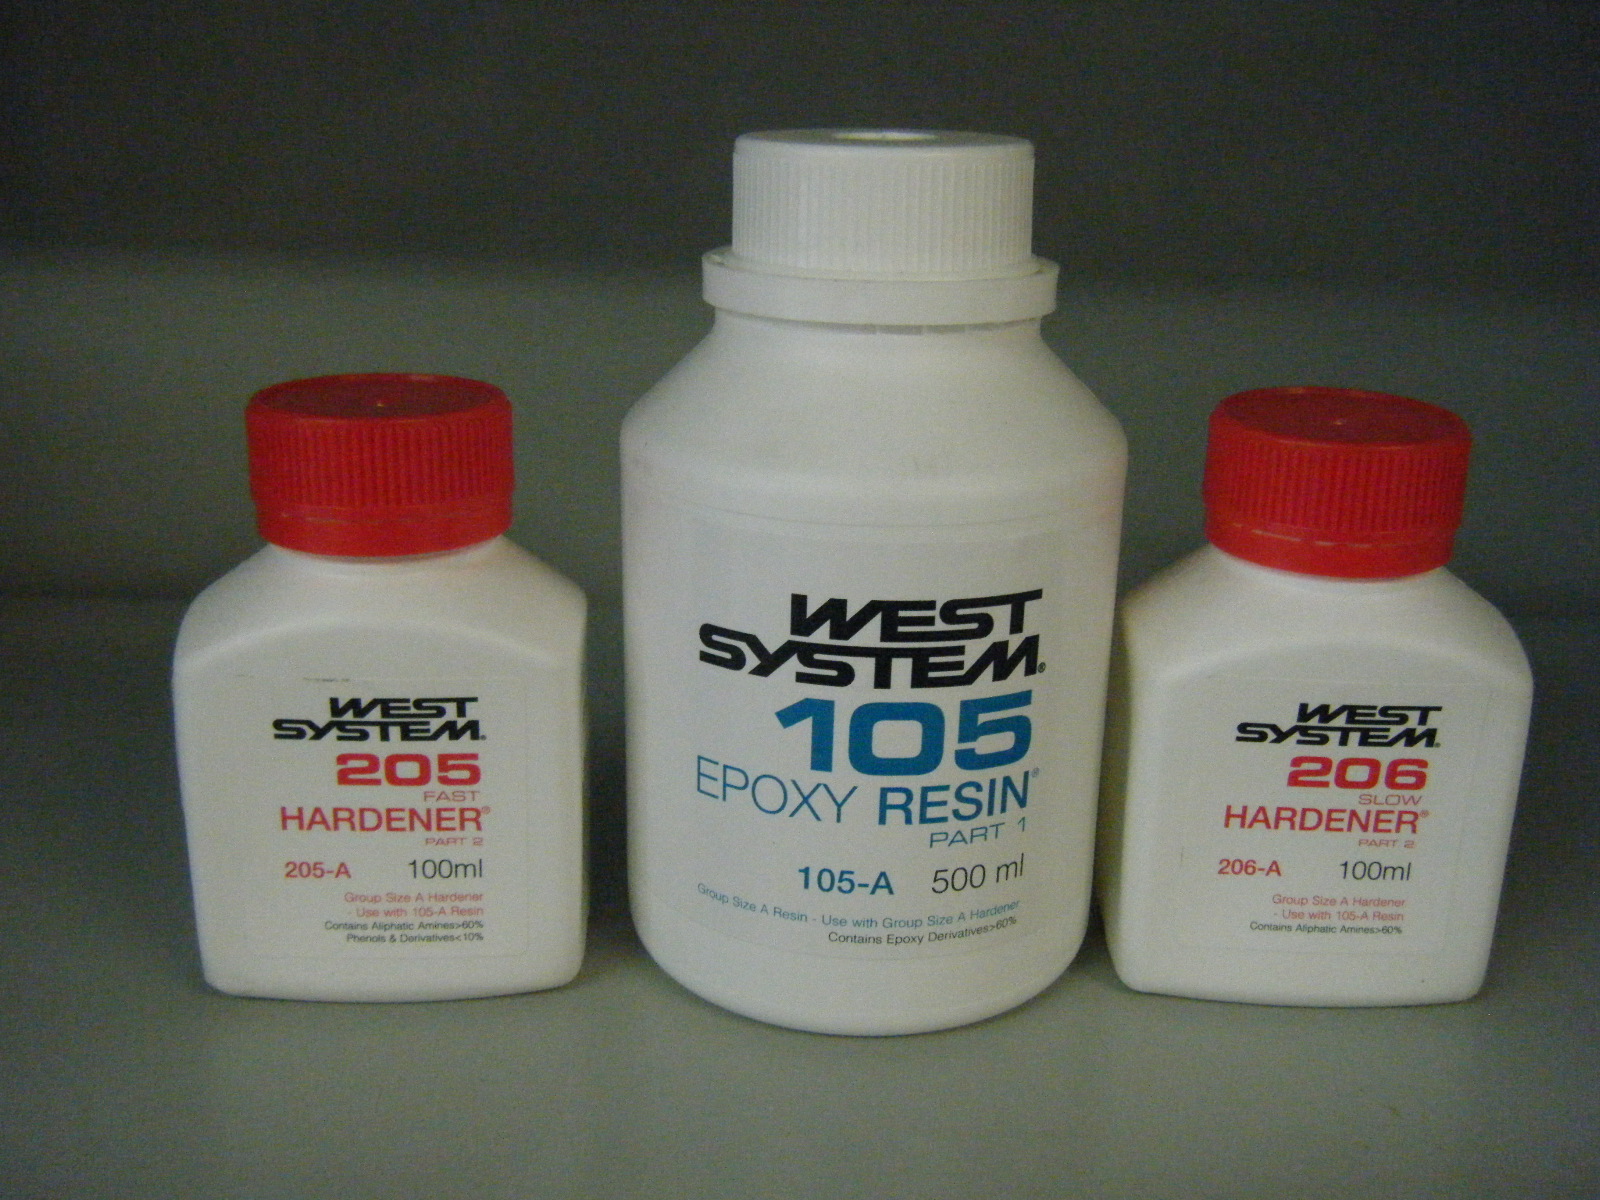 WEST
SYSTEM®
205
FAST
HARDENER®
PART 2
205-A 100ml
Group Size A Hardener
- Use with 105-A Resin
Contains Aliphatic Amines>60%
Phenols & Derivatives<10%
WEST
SYSTEM®
105
EPOXY RESIN®
PART 1
105-A 500 ml
Group Size A Resin - Use with Group Size A Hardener
Contains Epoxy Derivatives>60%
WEST
SYSTEM®
206
SLOW
HARDENER®
PART 2
206-A 100ml
Group Size A Hardener
- Use with 105-A Resin
Contains Aliphatic Amines>60%